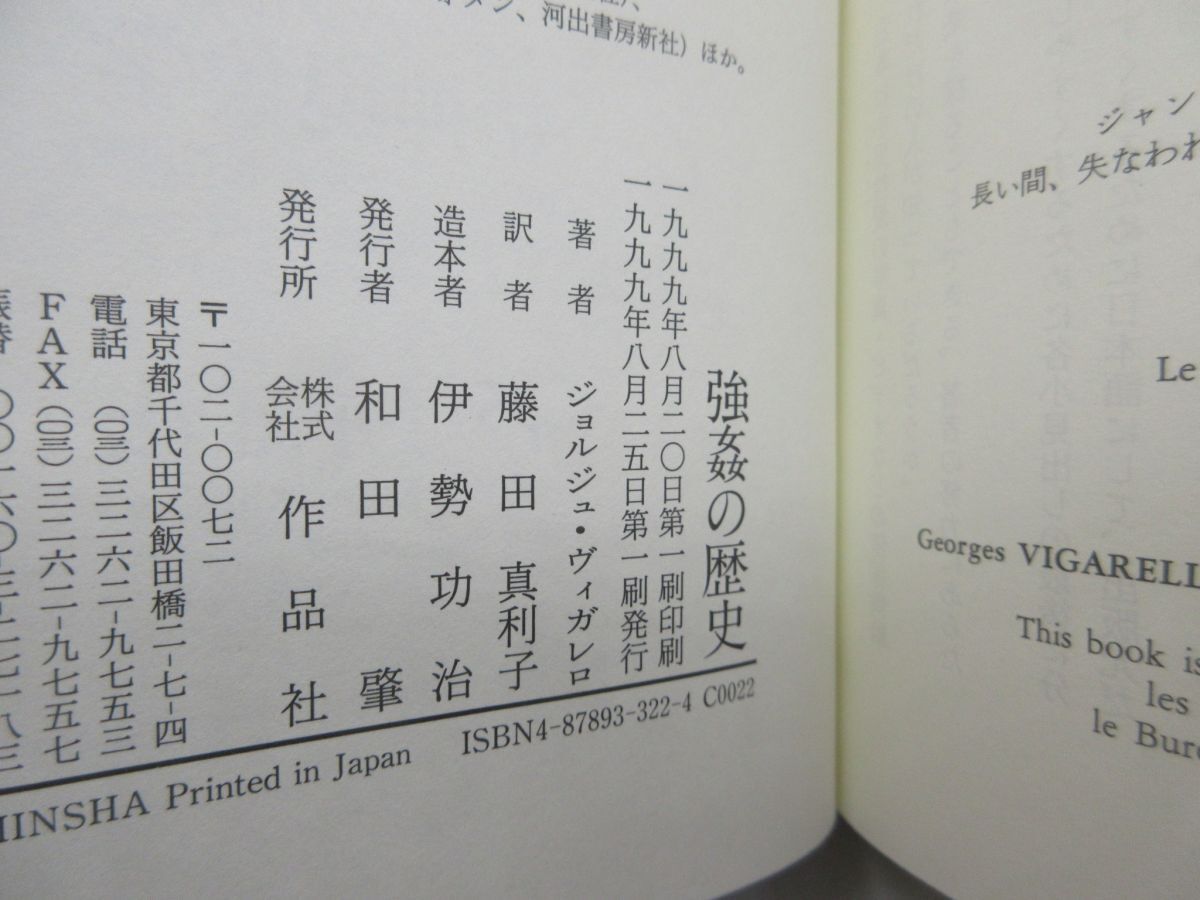 河出書房新社）ほか。
強姦の歴史
一九九九年八月二〇日第一刷印刷
一九九九年八月二五日第一刷発行
著者 ジョルジュ・ヴィガレロ
訳者 藤田真利子
造本者 伊勢功治
発行者 和田肇
発行所 株式会社 作品社
〒一〇二-〇〇七二
東京都千代田区飯田橋二-七-四
電話 （〇三）三二六二-九七五三
FAX（〇三）三二六二-九七五七
ISBN4-87893-322-4 C0022
Printed in Japan
ジャン
長い間、失なわれ
Le
Georges VIGARELL
This book is
les
le Bure